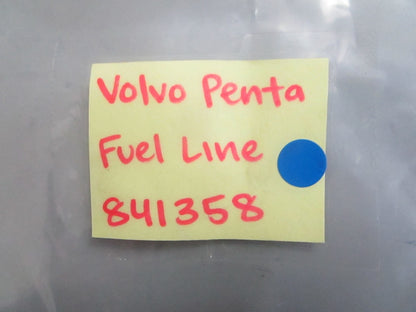 Volvo Penta
Fuel Line
841358